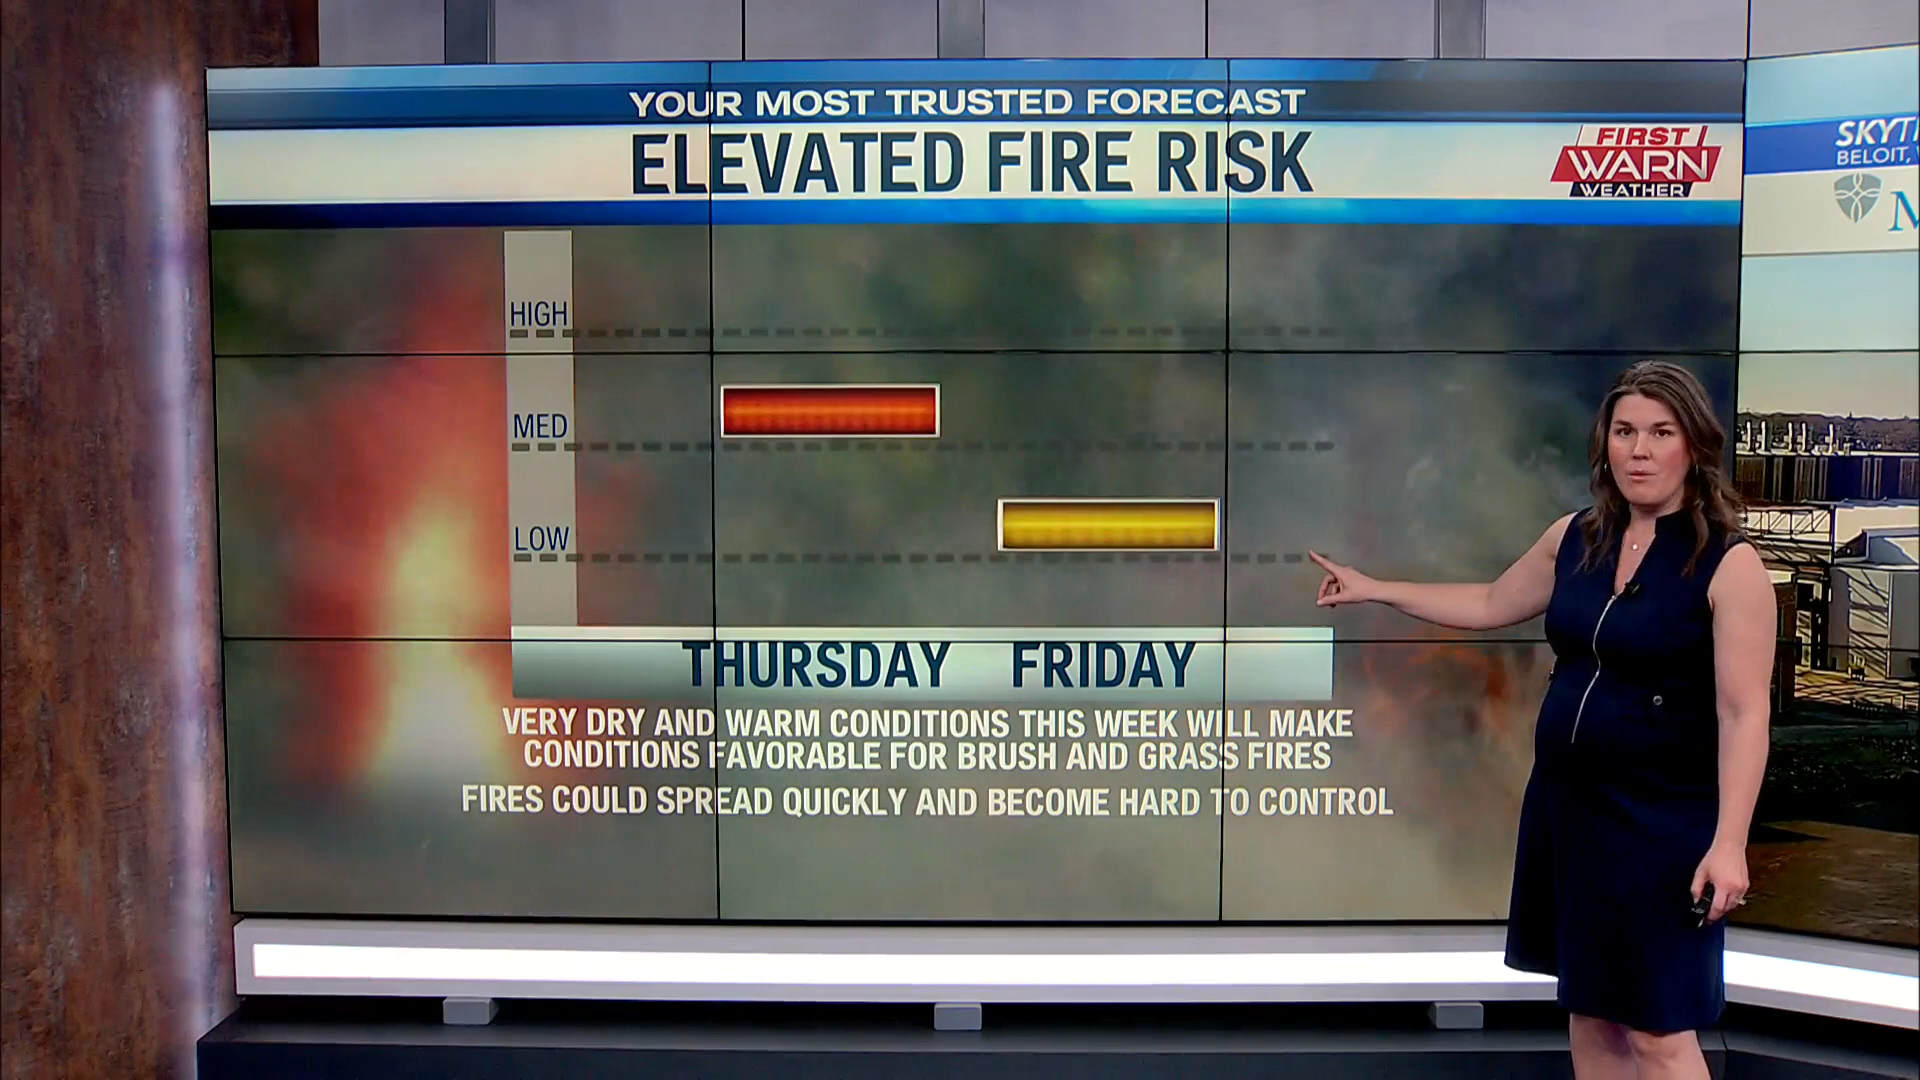 YOUR MOST TRUSTED FORECAST
ELEVATED FIRE RISK
FIRST
WARN
WEATHER
BELOIT,
HIGH
MED
LOW
THURSDAY FRIDAY
VERY DRY AND WARM CONDITIONS THIS WEEK WILL MAKE
CONDITIONS FAVORABLE FOR BRUSH AND GRASS FIRES
FIRES COULD SPREAD QUICKLY AND BECOME HARD TO CONTROL